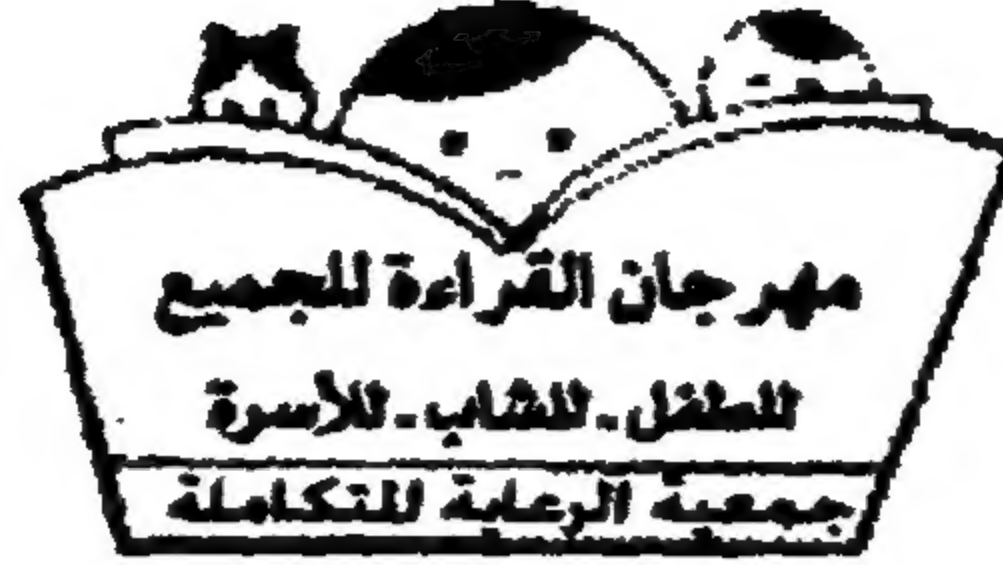 مهرجان القراءة للجميع
للطفل - للشاب - للأسرة
جمعية الرعاية المتكاملة